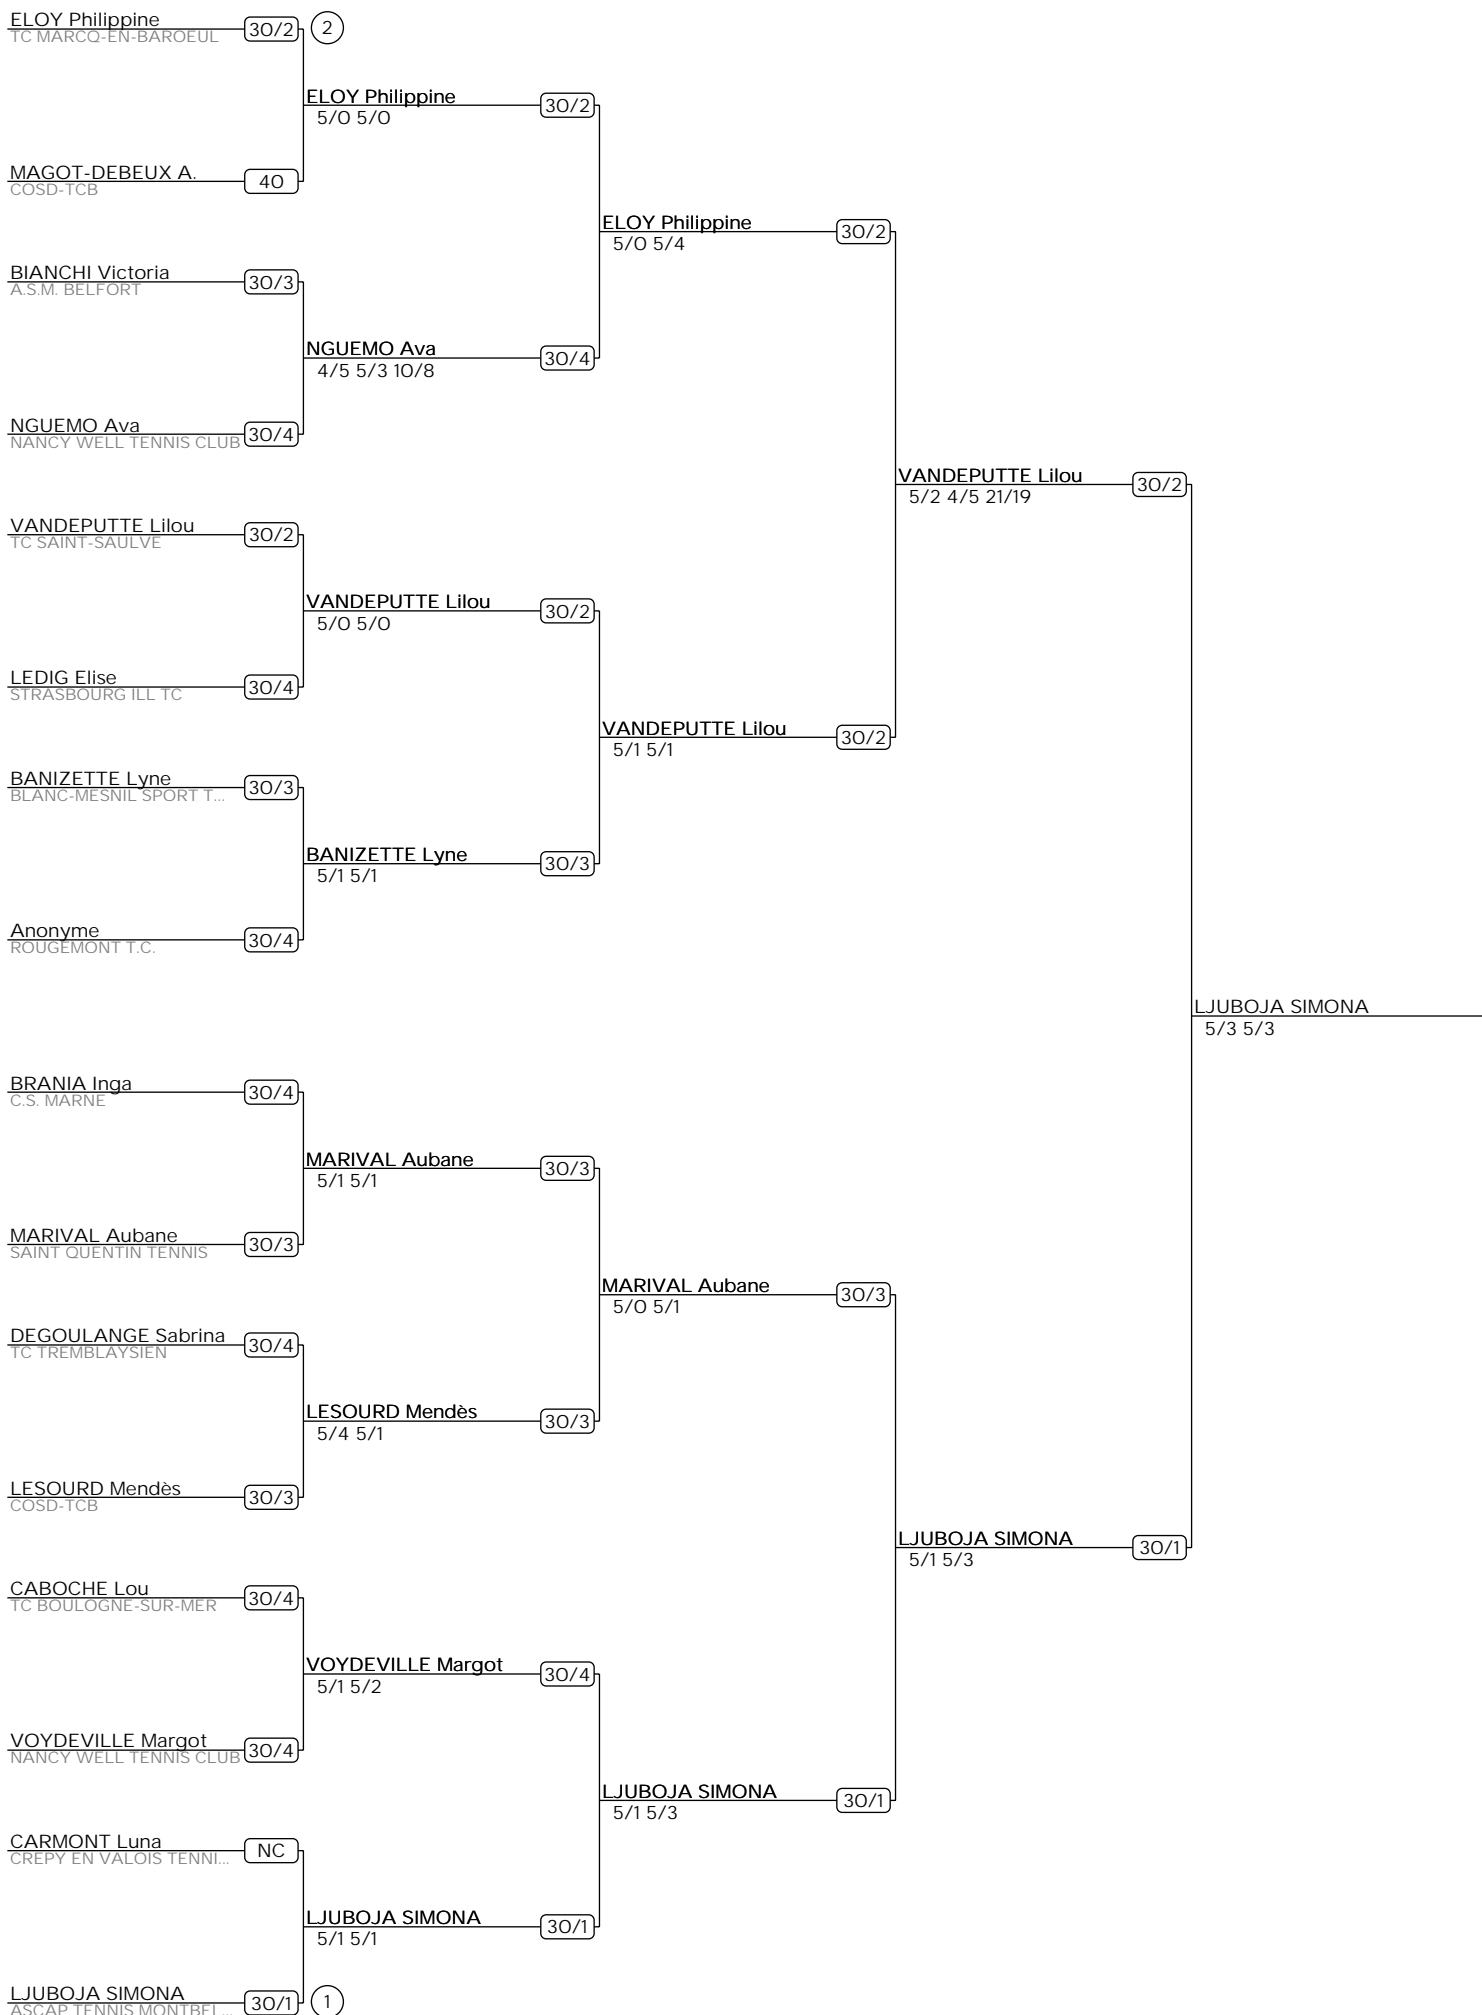 ELOY Philippine
TC MARCQ-EN-BAROEUL
30/2
2
ELOY Philippine
5/0 5/0
30/2
MAGOT-DEBEUX A.
COSD-TCB
40
ELOY Philippine
5/0 5/4
30/2
BIANCHI Victoria
A.S.M. BELFORT
30/3
NGUEMO Ava
4/5 5/3 10/8
30/4
NGUEMO Ava
NANCY WELL TENNIS CLUB
30/4
VANDEPUTTE Lilou
5/2 4/5 21/19
30/2
VANDEPUTTE Lilou
TC SAINT-SAULVE
30/2
VANDEPUTTE Lilou
5/0 5/0
30/2
LEDIG Elise
STRASBOURG ILL TC
30/4
VANDEPUTTE Lilou
5/1 5/1
30/2
BANIZETTE Lyne
BLANC-MESNIL SPORT T...
30/3
BANIZETTE Lyne
5/1 5/1
30/3
Anonyme
ROUGEMONT T.C.
30/4
LJUBOJA SIMONA
5/3 5/3
BRANIA Inga
C.S. MARNE
30/4
MARIVAL Aubane
5/1 5/1
30/3
MARIVAL Aubane
SAINT QUENTIN TENNIS
30/3
MARIVAL Aubane
5/0 5/1
30/3
DEGOULANGE Sabrina
TC TREMBLAYSIEN
30/4
LESOURD Mendès
5/4 5/1
30/3
LESOURD Mendès
COSD-TCB
30/3
LJUBOJA SIMONA
5/1 5/3
30/1
CABOCHE Lou
TC BOULOGNE-SUR-MER
30/4
VOYDEVILLE Margot
5/1 5/2
30/4
VOYDEVILLE Margot
NANCY WELL TENNIS CLUB
30/4
LJUBOJA SIMONA
5/1 5/3
30/1
CARMONT Luna
CREPY EN VALOIS TENNI...
NC
LJUBOJA SIMONA
5/1 5/1
30/1
LJUBOJA SIMONA
ASCAP TENNIS MONTBEL...
30/1
1